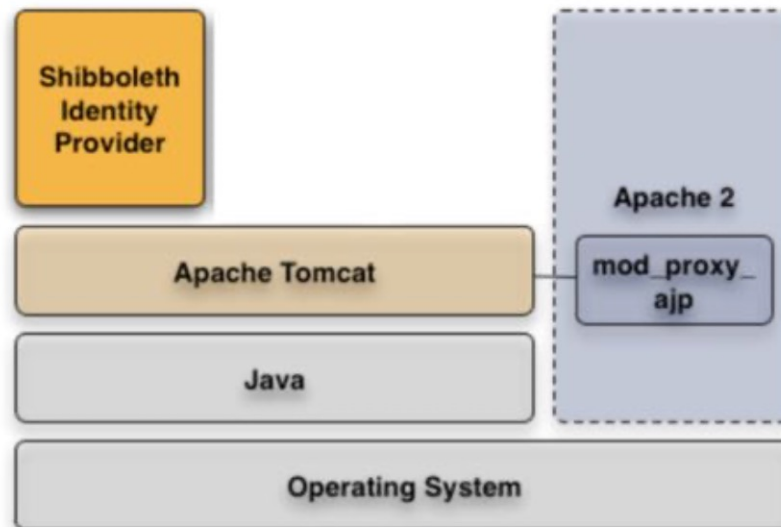 Shibboleth
Identity
Provider
Apache 2
Apache Tomcat
mod_proxy_
ajp
Java
Operating System